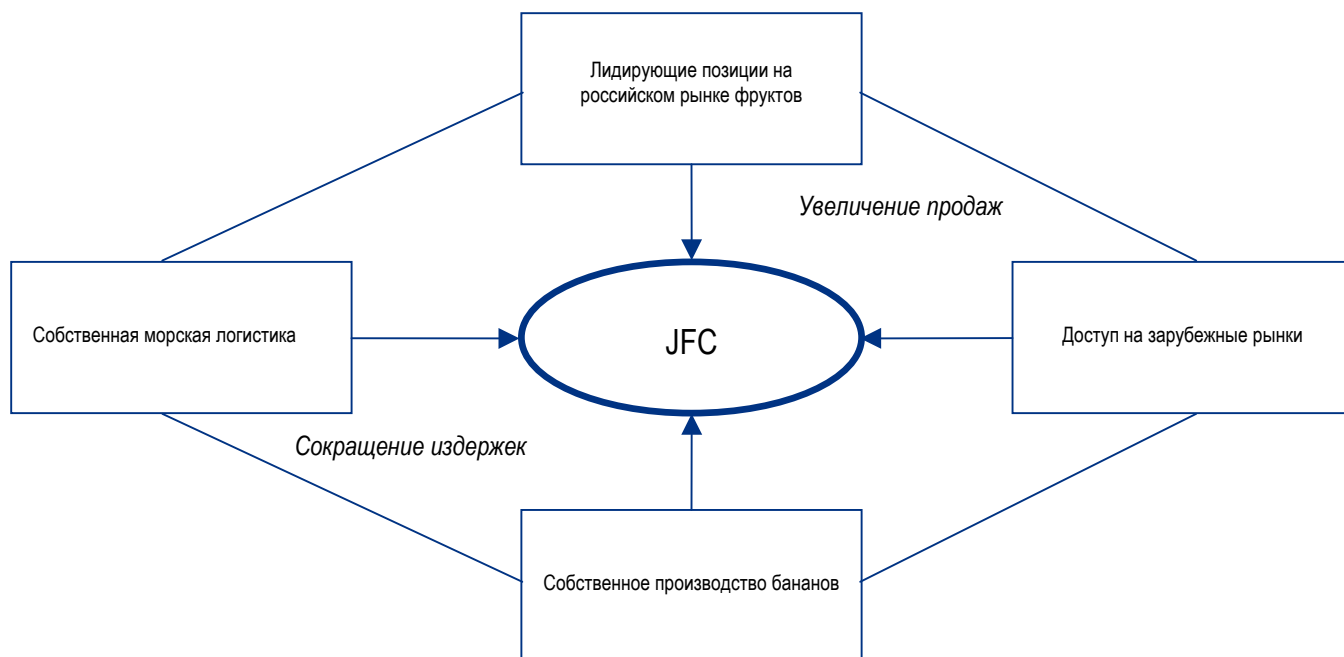 Лидирующие позиции на
российском рынке фруктов
Увеличение продаж
Собственная морская логистика
JFC
Доступ на зарубежные рынки
Сокращение издержек
Собственное производство бананов